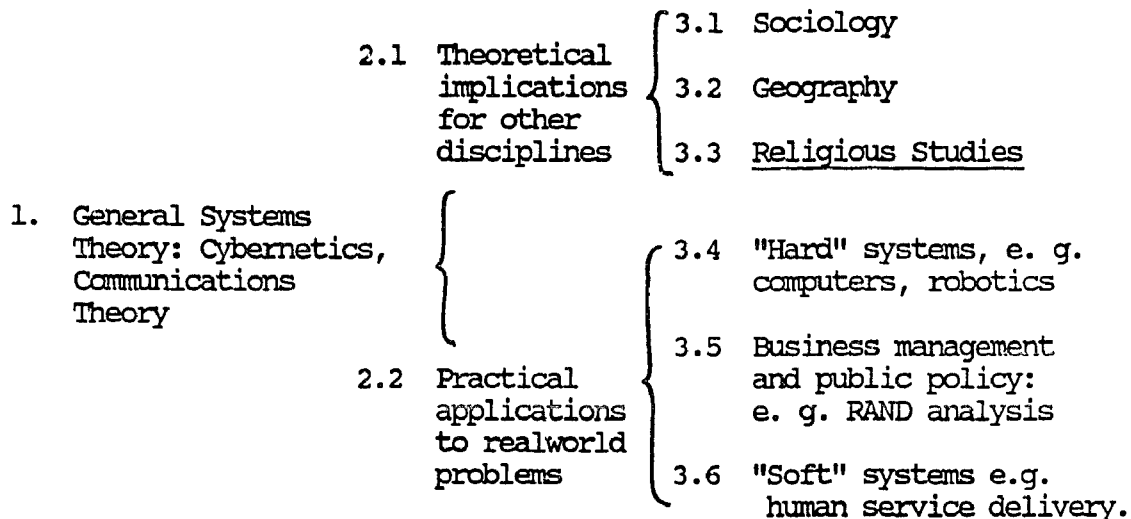 3.1 Sociology
2.1 Theoretical
implications
for other
disciplines
3.2 Geography
3.3 Religious Studies
1. General Systems
Theory: Cybernetics,
Communications
Theory
3.4 "Hard" systems, e. g.
computers, robotics
3.5 Business management
and public policy:
e. g. RAND analysis
2.2 Practical
applications
to realworld
problems
3.6 "Soft" systems e.g.
human service delivery.